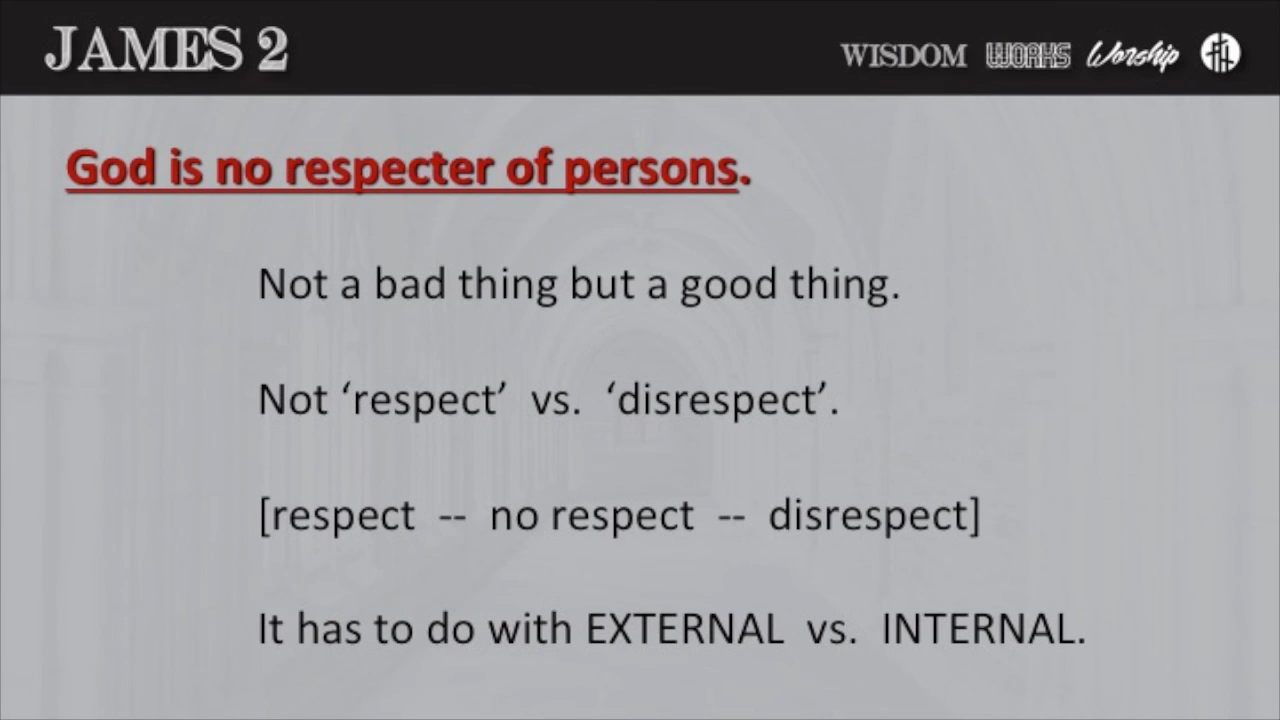 JAMES 2
WISDOM WORKS Worship
God is no respecter of persons.
Not a bad thing but a good thing.
Not ‘respect’ vs. ‘disrespect’.
[respect -- no respect -- disrespect]
It has to do with EXTERNAL vs. INTERNAL.